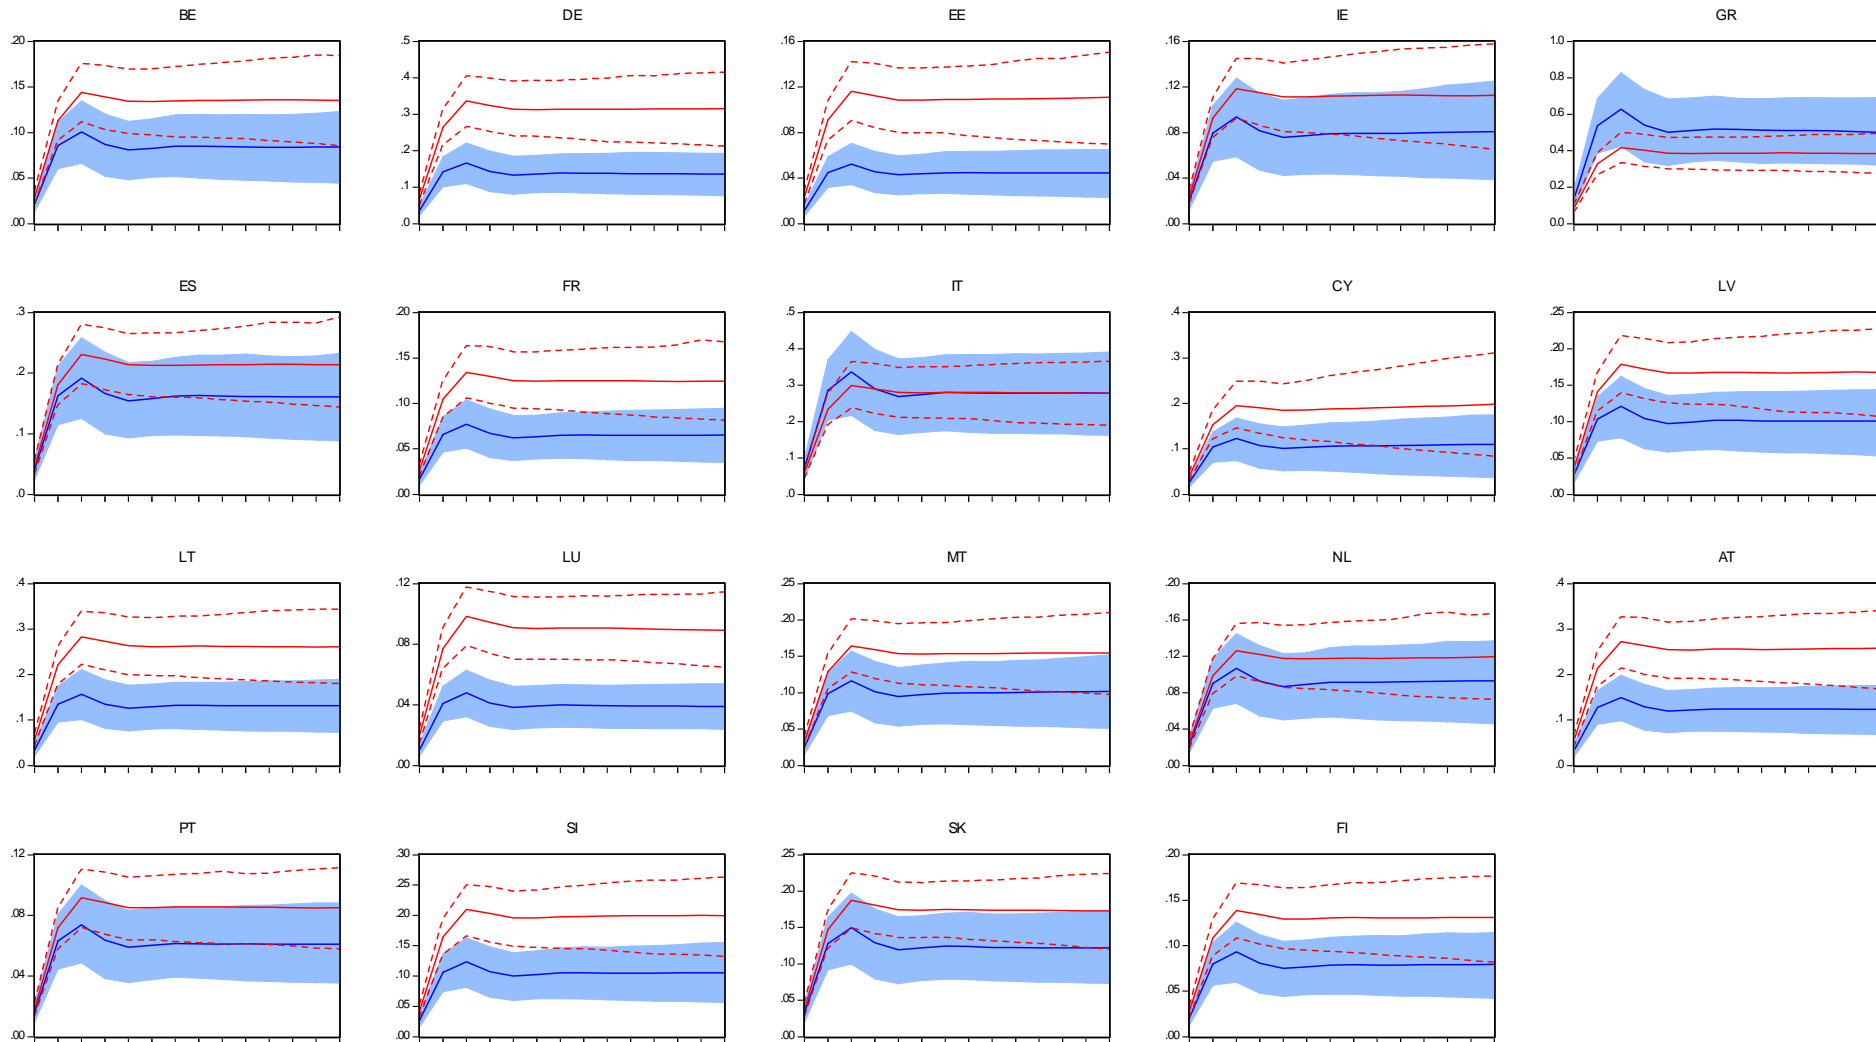 BE DE EE IE GR
.20 .5 .16 .16 1.0
.15 .4 .12 .12 0.8
.10 .3 .08 .08 0.6
.05 .2 .04 .04 0.4
.00 .1 .00 .00 0.2
.0 0.0
ES FR IT CY LV
.3 .20 .5 .4 .25
.2 .15 .4 .3 .20
.1 .10 .3 .2 .15
.0 .05 .2 .1 .10
.00 .1 .0 .05
.0 .00
LT LU MT NL AT
.4 .12 .25 .20 .4
.3 .08 .20 .16 .3
.2 .04 .15 .12 .2
.1 .00 .10 .08 .1
.0 .05 .04 .0
.00 .00
PT SI SK FI
.12 .30 .25 .20
.08 .25 .20 .15
.04 .20 .15 .10
.00 .15 .10 .05
.10 .05 .00
.05 .00
.00